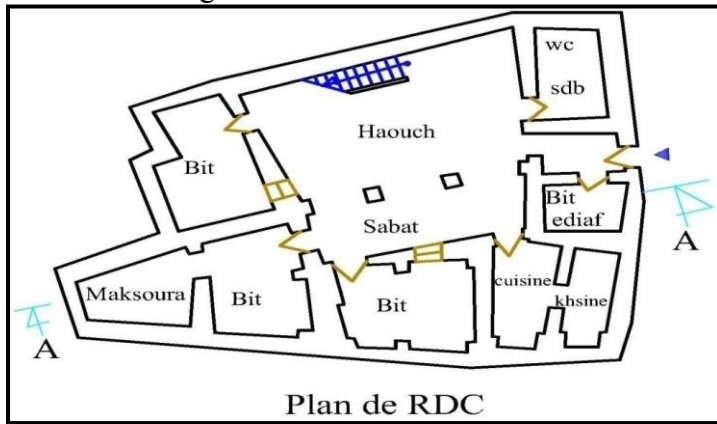 wc
sdb
Haouch
Bit
Bit
ediaf
Sabat
Maksoura
Bit
Bit
cuisine
khsine
A
A
Plan de RDC